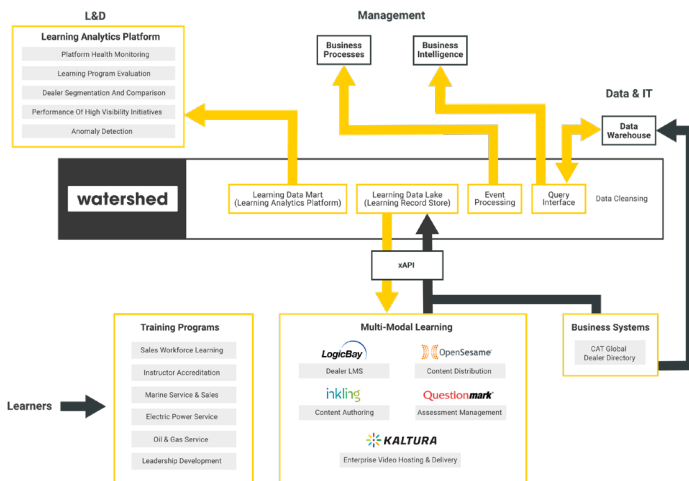 L&D
Management
Learning Analytics Platform
Platform Health Monitoring
Learning Program Evaluation
Dealer Segmentation And Comparison
Performance Of High Visibility Initiatives
Anomaly Detection
Business
Processes
Business
Intelligence
Data & IT
Data
Warehouse
watershed
Learning Data Mart
(Learning Analytics Platform)
Learning Data Lake
(Learning Record Store)
Event
Processing
Query
Interface
Data Cleansing
xAPI
Learners
Training Programs
Sales Workforce Learning
Instructor Accreditation
Marine Service & Sales
Electric Power Service
Oil & Gas Service
Leadership Development
Multi-Modal Learning
LogicBay
Dealer LMS
OpenSesame
Content Distribution
inkling
Content Authoring
Questionmark
Assessment Management
KALTURA
Enterprise Video Hosting & Delivery
Business Systems
CAT Global
Dealer Directory